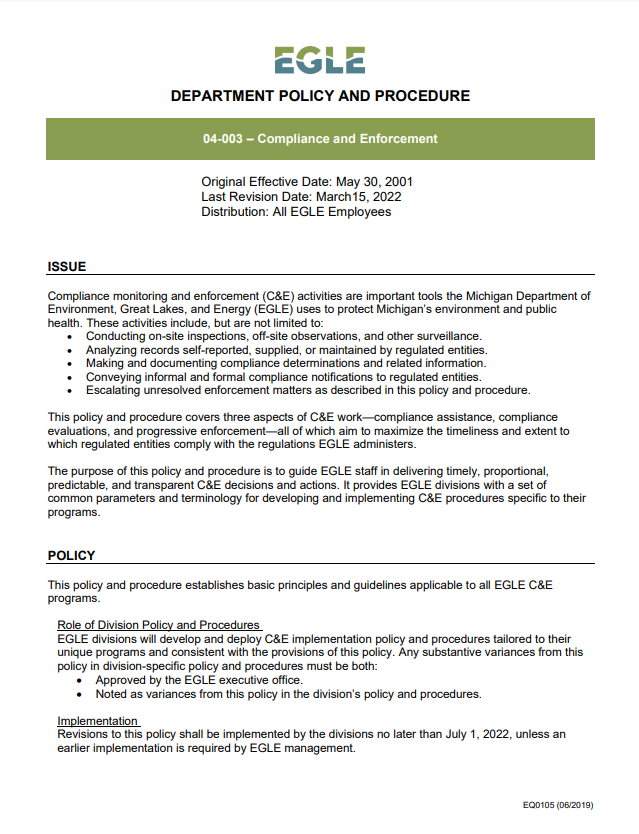 EGLE
DEPARTMENT POLICY AND PROCEDURE
04-003 – Compliance and Enforcement
Original Effective Date: May 30, 2001
Last Revision Date: March15, 2022
Distribution: All EGLE Employees
ISSUE
Compliance monitoring and enforcement (C&E) activities are important tools the Michigan Department of
Environment, Great Lakes, and Energy (EGLE) uses to protect Michigan’s environment and public
health. These activities include, but are not limited to:
• Conducting on-site inspections, off-site observations, and other surveillance.
• Analyzing records self-reported, supplied, or maintained by regulated entities.
• Making and documenting compliance determinations and related information.
• Conveying informal and formal compliance notifications to regulated entities.
• Escalating unresolved enforcement matters as described in this policy and procedure.
This policy and procedure covers three aspects of C&E work—compliance assistance, compliance
evaluations, and progressive enforcement—all of which aim to maximize the timeliness and extent to
which regulated entities comply with the regulations EGLE administers.
The purpose of this policy and procedure is to guide EGLE staff in delivering timely, proportional,
predictable, and transparent C&E decisions and actions. It provides EGLE divisions with a set of
common parameters and terminology for developing and implementing C&E procedures specific to their
programs.
POLICY
This policy and procedure establishes basic principles and guidelines applicable to all EGLE C&E
programs.
Role of Division Policy and Procedures
EGLE divisions will develop and deploy C&E implementation policy and procedures tailored to their
unique programs and consistent with the provisions of this policy. Any substantive variances from this
policy in division-specific policy and procedures must be both:
• Approved by the EGLE executive office.
• Noted as variances from this policy in the division’s policy and procedures.
Implementation
Revisions to this policy shall be implemented by the divisions no later than July 1, 2022, unless an
earlier implementation is required by EGLE management.
EQ0105 (06/2019)